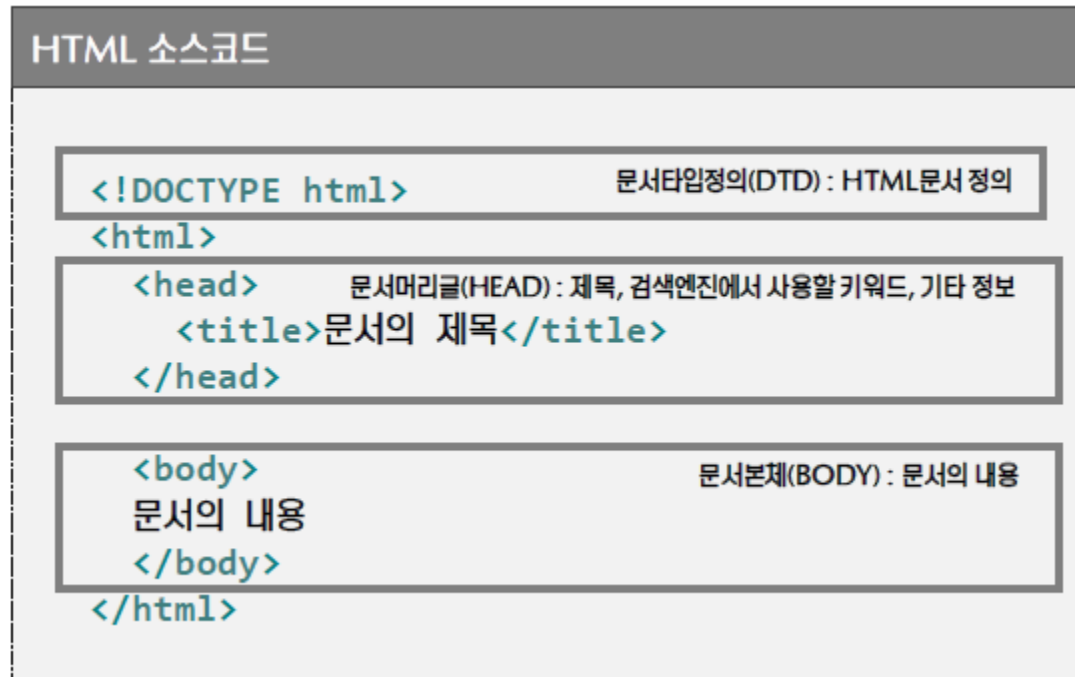 HTML 소스코드
<!DOCTYPE html> 문서타입정의(DTD) : HTML문서 정의
<html>
<head> 문서머리글(HEAD) : 제목, 검색엔진에서 사용할 키워드, 기타 정보
<title>문서의 제목</title>
</head>
<body> 문서본체(BODY) : 문서의 내용
문서의 내용
</body>
</html>